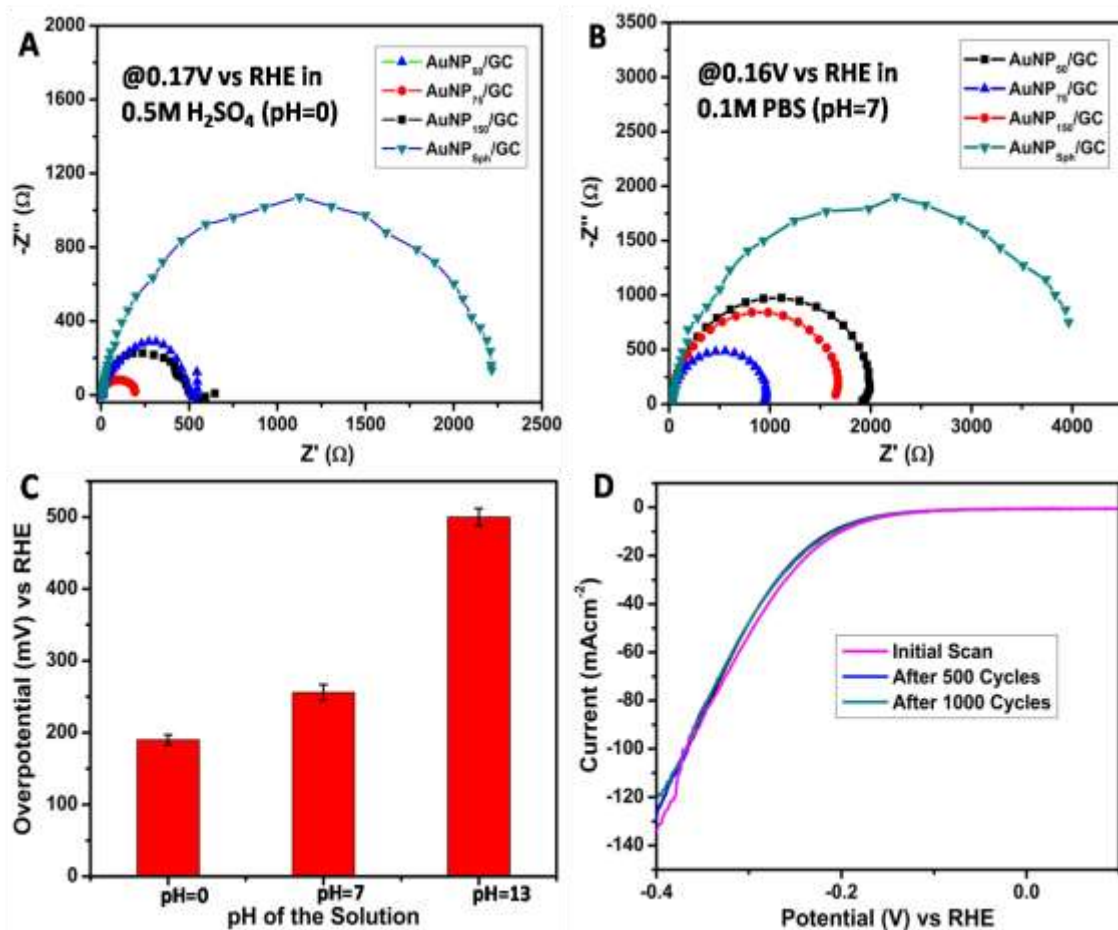 A
@0.17V vs RHE in
0.5M H₂SO₄ (pH=0)
AuNP₅₀/GC
AuNP₇₅/GC
AuNP₁₅₀/GC
AuNPSph/GC
2000
1600
1200
800
400
0
-Z'' (Ω)
0 500 1000 1500 2000 2500
Z' (Ω)
B
@0.16V vs RHE in
0.1M PBS (pH=7)
AuNP₅₀/GC
AuNP₇₅/GC
AuNP₁₅₀/GC
AuNPSph/GC
3500
3000
2500
2000
1500
1000
500
0
-Z'' (Ω)
0 1000 2000 3000 4000
Z' (Ω)
C
500
400
300
200
100
0
Overpotential (mV) vs RHE
pH=0 pH=7 pH=13
pH of the Solution
D
0
-20
-40
-60
-80
-100
-120
-140
Current (mAcm⁻²)
Initial Scan
After 500 Cycles
After 1000 Cycles
-0.4 -0.2 0.0
Potential (V) vs RHE